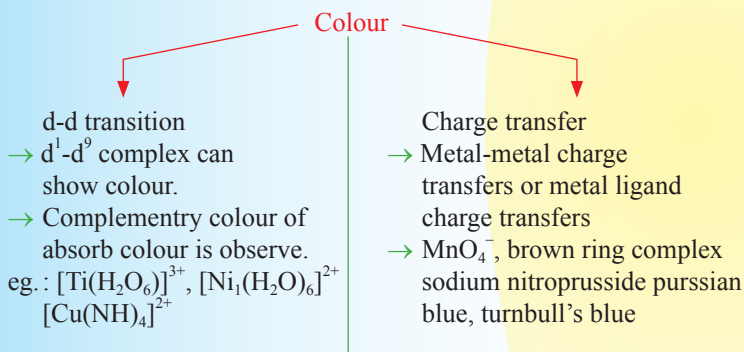 Colour
d-d transition
→ d¹-d⁹ complex can
show colour.
→ Complementry colour of
absorb colour is observe.
eg.: [Ti(H₂O₆)]³⁺, [Ni₁(H₂O)₆]²⁺
[Cu(NH)₄]²⁺
Charge transfer
→ Metal-metal charge
transfers or metal ligand
charge transfers
→ MnO₄⁻, brown ring complex
sodium nitroprusside purssian
blue, turnbull's blue